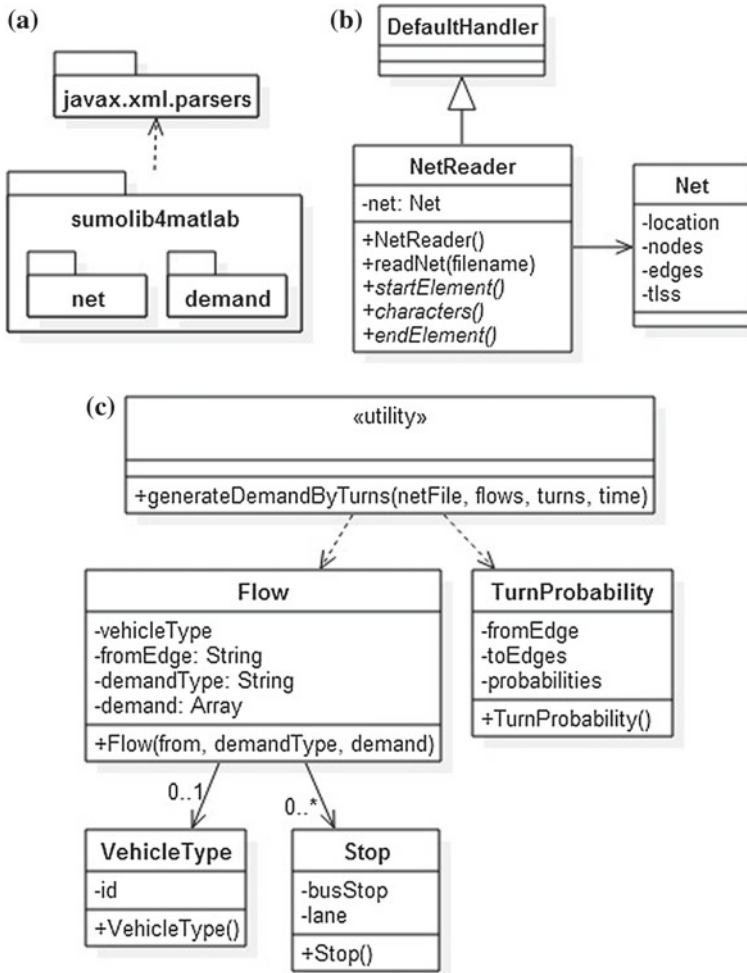 (a)
javax.xml.parsers
sumolib4matlab
net
demand
(b)
DefaultHandler
NetReader
-net: Net
+NetReader()
+readNet(filename)
+startElement()
+characters()
+endElement()
Net
-location
-nodes
-edges
-tlss
(c)
«utility»
+generateDemandByTurns(netFile, flows, turns, time)
Flow
-vehicleType
-fromEdge: String
-demandType: String
-demand: Array
+Flow(from, demandType, demand)
TurnProbability
-fromEdge
-toEdges
-probabilities
+TurnProbability()
0..1
0..*
VehicleType
-id
+VehicleType()
Stop
-busStop
-lane
+Stop()